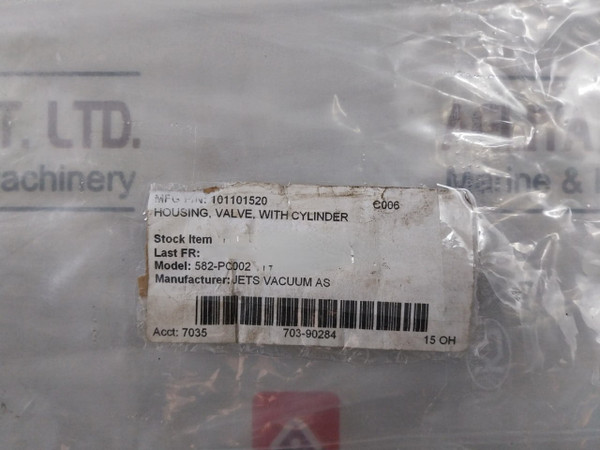 T. LTD.
achinery
Marine &
MFG P/N: 101101520 C006
HOUSING, VALVE, WITH CYLINDER
Stock Item
Last FR:
Model: 582-PC002
Manufacturer: JETS VACUUM AS
Acct: 7035 703-90284 15 OH